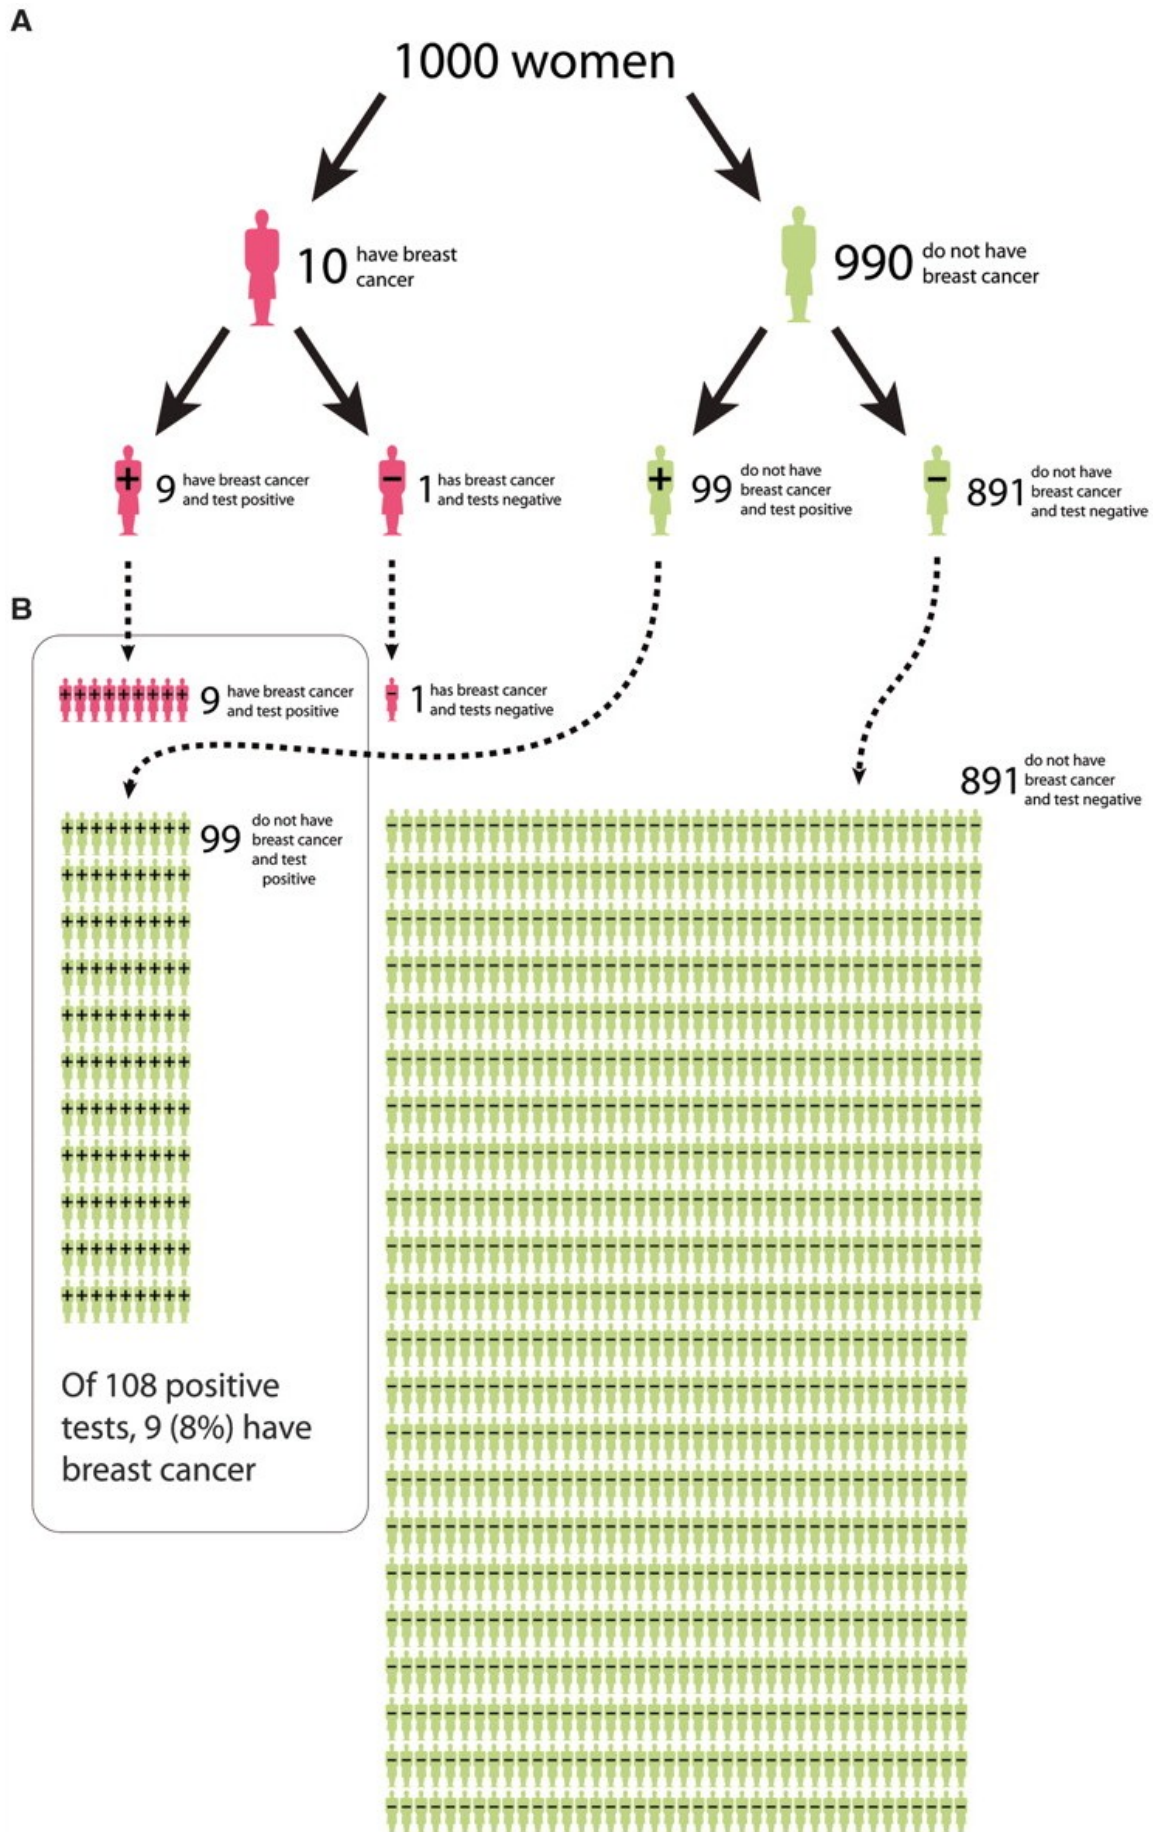 A
1000 women
10 have breast
cancer
990 do not have
breast cancer
9 have breast cancer
and test positive
1 has breast cancer
and tests negative
99 do not have
breast cancer
and test positive
891 do not have
breast cancer
and test negative
B
9 have breast cancer
and test positive
1 has breast cancer
and tests negative
891 do not have
breast cancer
and test negative
99 do not have
breast cancer
and test
positive
Of 108 positive
tests, 9 (8%) have
breast cancer